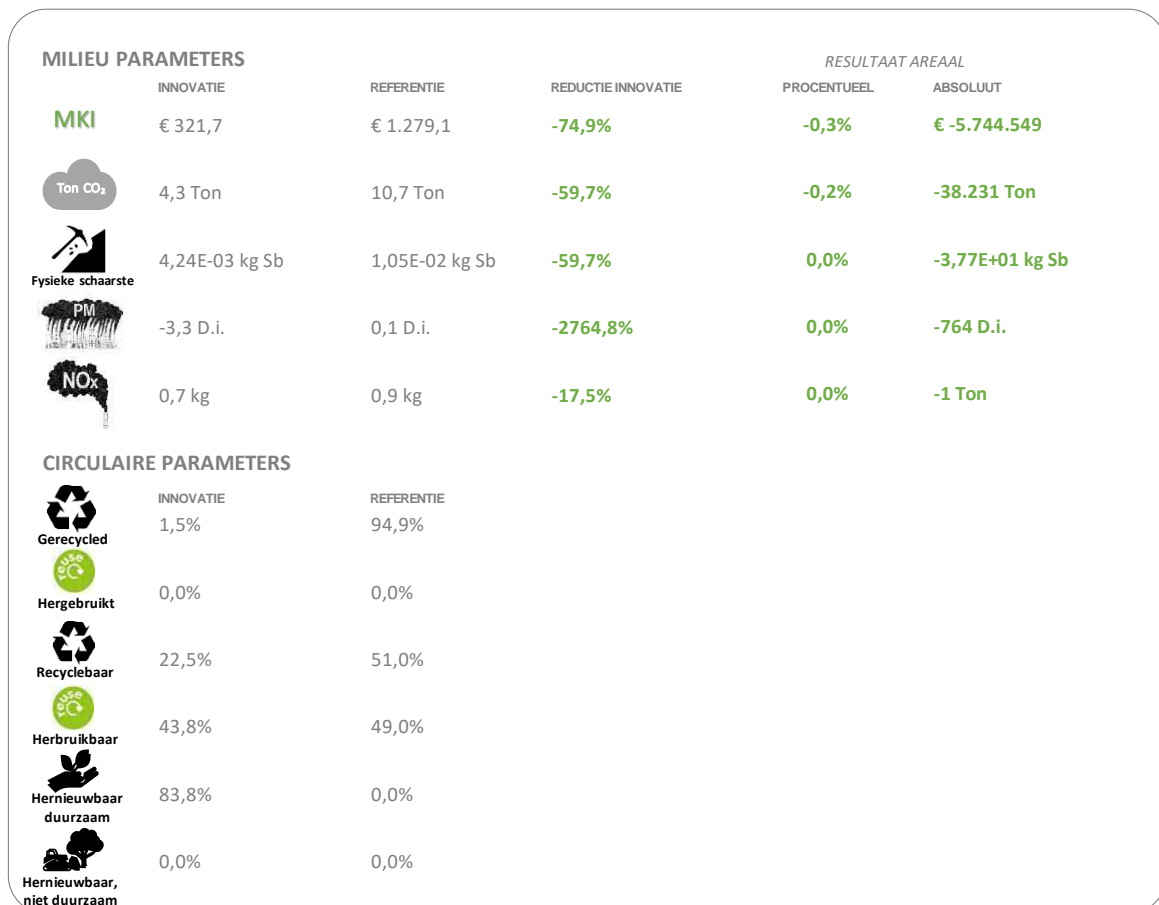 MILIEU PARAMETERS RESULTAAT AREAAL
INNOVATIE REFERENTIE REDUCTIE INNOVATIE PROCENTUEEL ABSOLUUT
MKI € 321,7 € 1.279,1 -74,9% -0,3% € -5.744.549
Ton CO₂ 4,3 Ton 10,7 Ton -59,7% -0,2% -38.231 Ton
4,24E-03 kg Sb 1,05E-02 kg Sb -59,7% 0,0% -3,77E+01 kg Sb
Fysieke schaarste
PM -3,3 D.i. 0,1 D.i. -2764,8% 0,0% -764 D.i.
NOx 0,7 kg 0,9 kg -17,5% 0,0% -1 Ton
CIRCULAIRE PARAMETERS
INNOVATIE REFERENTIE
1,5% 94,9%
Gerecycled
reuse
0,0% 0,0%
Hergebruikt
22,5% 51,0%
Recyclebaar
reuse
43,8% 49,0%
Herbruikbaar
83,8% 0,0%
Hernieuwbaar
duurzaam
0,0% 0,0%
Hernieuwbaar,
niet duurzaam